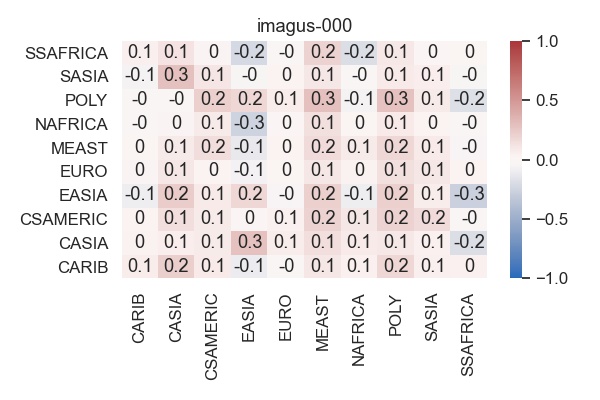 imagus-000
SSAFRICA 0.1 0.1 0 -0.2 -0 0.2 -0.2 0.1 0 0
SASIA -0.1 0.3 0.1 -0 0 0.1 -0 0.1 0.1 -0
POLY -0 -0 0.2 0.2 0.1 0.3 -0.1 0.3 0.1 -0.2
NAFRICA -0 0 0.1 -0.3 0 0.1 0 0.1 0 -0
MEAST 0 0.1 0.2 -0.1 0 0.2 0.1 0.2 0.1 -0
EURO 0 0.1 0 -0.1 0 0.1 0 0.1 0.1 0
EASIA -0.1 0.2 0.1 0.2 -0 0.2 -0.1 0.2 0.1 -0.3
CSAMERIC 0 0.1 0.1 0 0.1 0.2 0.1 0.2 0.2 -0
CASIA 0 0.1 0.1 0.3 0.1 0.1 0.1 0.1 0.1 -0.2
CARIB 0.1 0.2 0.1 -0.1 -0 0.1 0.1 0.2 0.1 0
CARIB CASIA CSAMERIC EASIA EURO MEAST NAFRICA POLY SASIA SSAFRICA
1.0
0.5
0.0
−0.5
−1.0